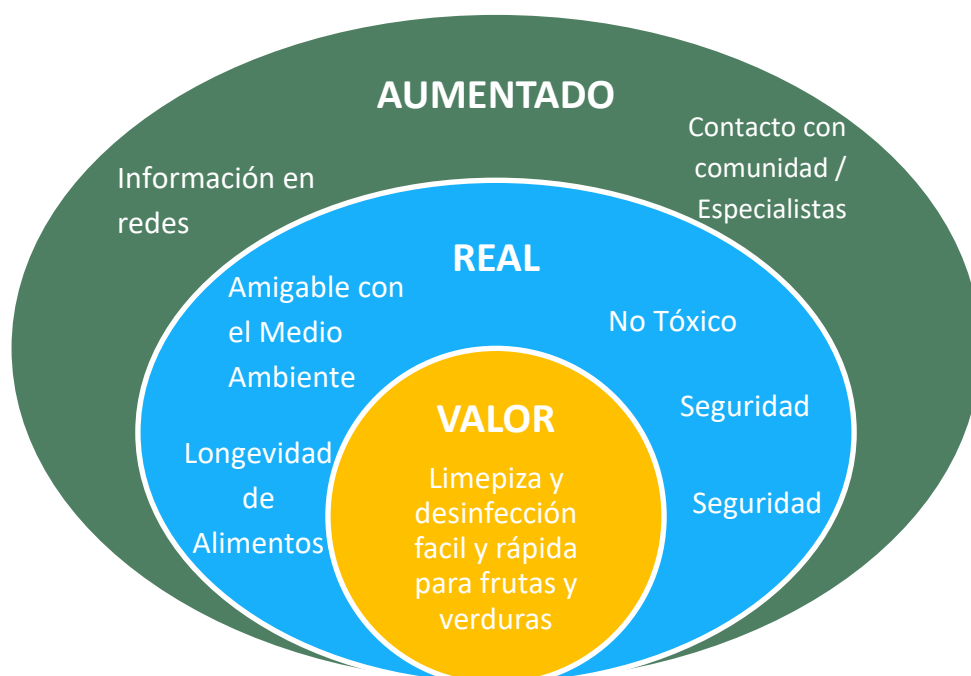 AUMENTADO
Información en
redes
Contacto con
comunidad /
Especialistas
REAL
Amigable con
el Medio
Ambiente
No Tóxico
Seguridad
Longevidad
de
Alimentos
Seguridad
VALOR
Limepiza y
desinfección
facil y rápida
para frutas y
verduras